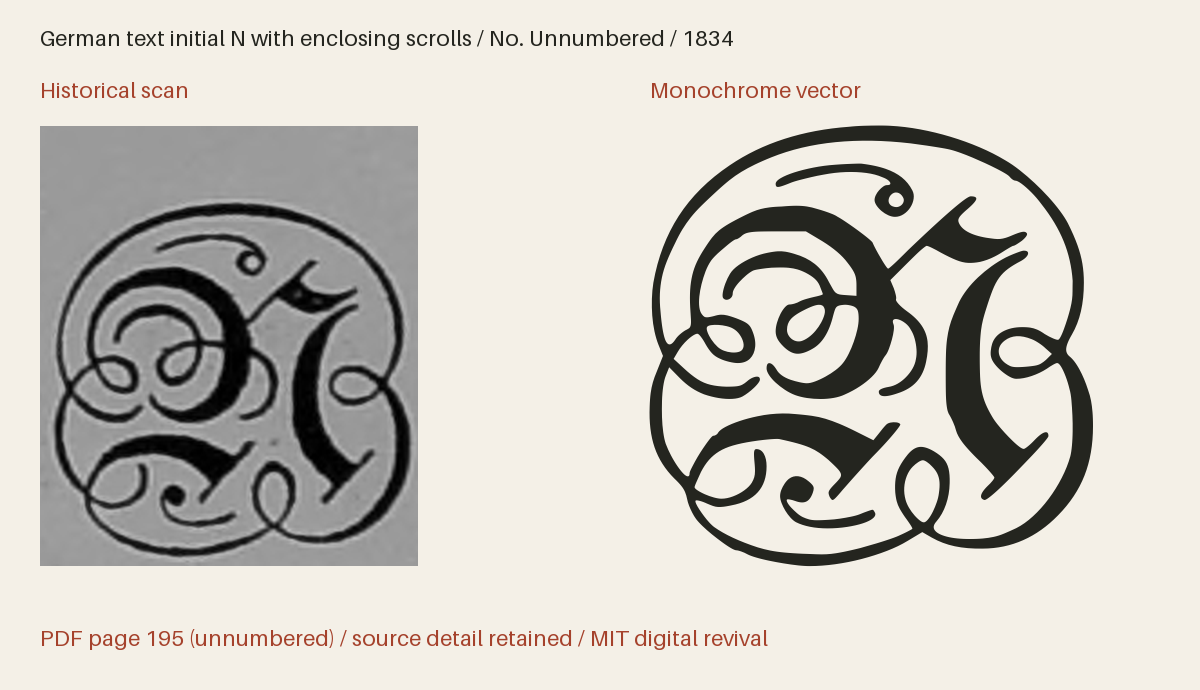 German text initial N with enclosing scrolls / No. Unnumbered / 1834
Historical scan
Monochrome vector
N
N
PDF page 195 (unnumbered) / source detail retained / MIT digital revival